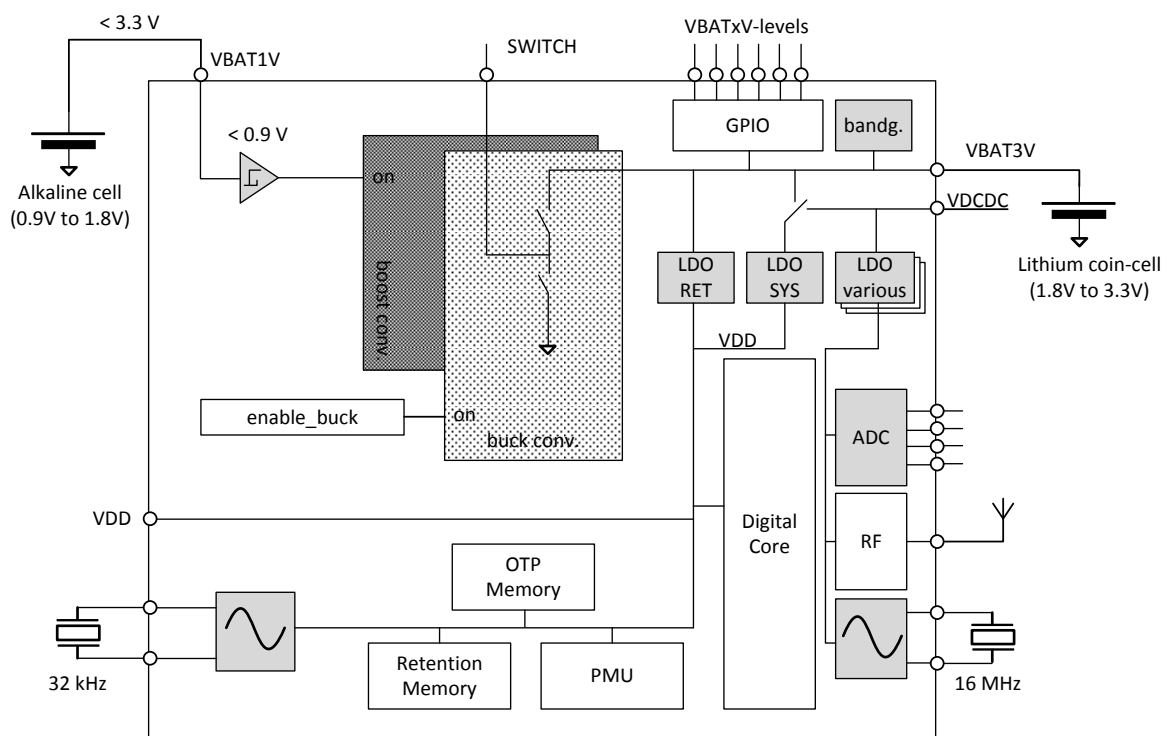 < 3.3 V
VBAT1V
SWITCH
VBATxV-levels
GPIO
bandg.
< 0.9 V
on
VBAT3V
Alkaline cell
(0.9V to 1.8V)
VDCDC
boost conv.
LDO
RET
LDO
SYS
LDO
various
Lithium coin-cell
(1.8V to 3.3V)
VDD
enable_buck
on
buck conv.
ADC
VDD
Digital
Core
RF
OTP
Memory
Retention
Memory
PMU
32 kHz
16 MHz